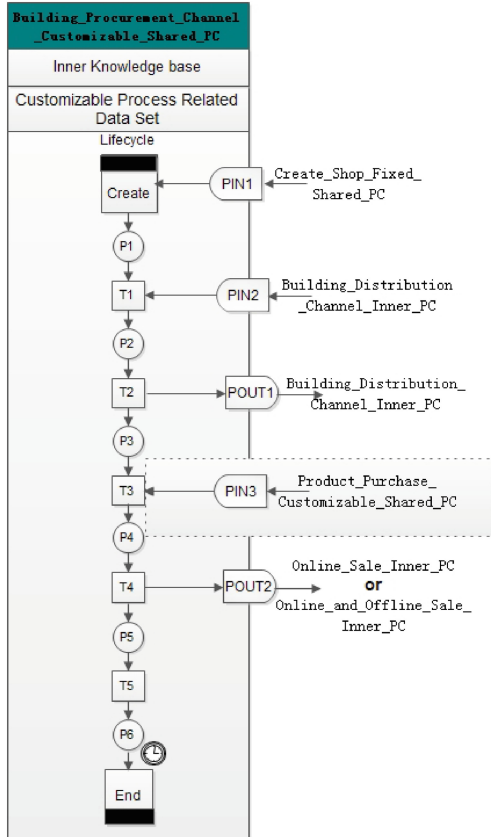 Building_Procurement_Channel
_Customizable_Shared_PC
Inner Knowledge base
Customizable Process Related
Data Set
Lifecycle
Create
PIN1
Create_Shop_Fixed_
Shared_PC
P1
T1
PIN2
Building_Distribution
_Channel_Inner_PC
P2
T2
POUT1
Building_Distribution_
Channel_Inner_PC
P3
T3
PIN3
Product_Purchase_
Customizable_Shared_PC
P4
T4
POUT2
Online_Sale_Inner_PC
or
Online_and_Offline_Sale_
Inner_PC
P5
T5
P6
End